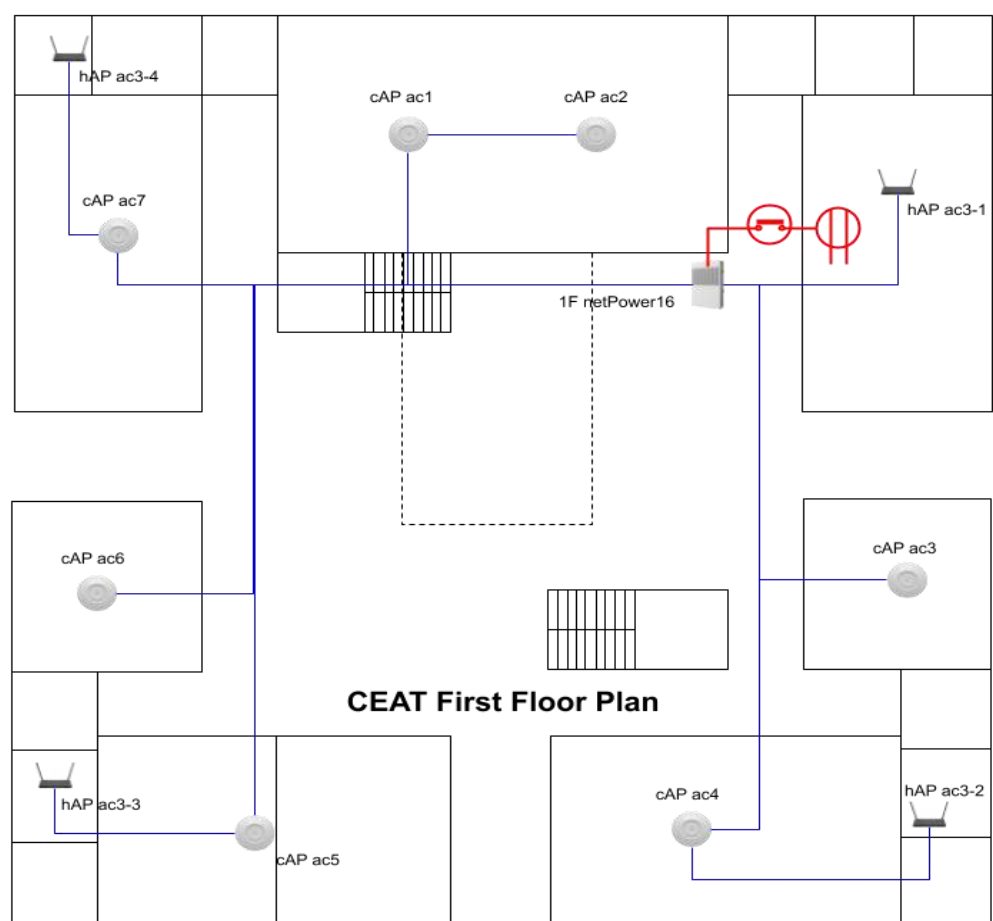 hAP ac3-4
cAP ac1
cAP ac2
cAP ac7
hAP ac3-1
1F netPower16
cAP ac6
cAP ac3
CEAT First Floor Plan
hAP ac3-3
cAP ac4
hAP ac3-2
cAP ac5